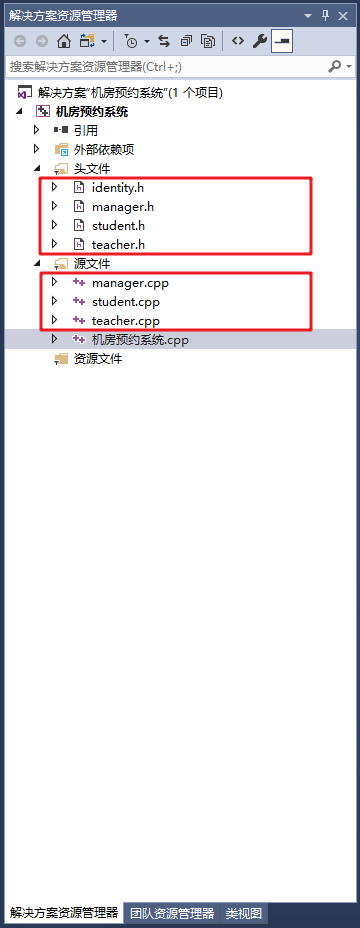 解决方案资源管理器
搜索解决方案资源管理器(Ctrl+;)
解决方案"机房预约系统"(1 个项目)
机房预约系统
引用
外部依赖项
头文件
identity.h
manager.h
student.h
teacher.h
源文件
manager.cpp
student.cpp
teacher.cpp
机房预约系统.cpp
资源文件
解决方案资源管理器 团队资源管理器 类视图